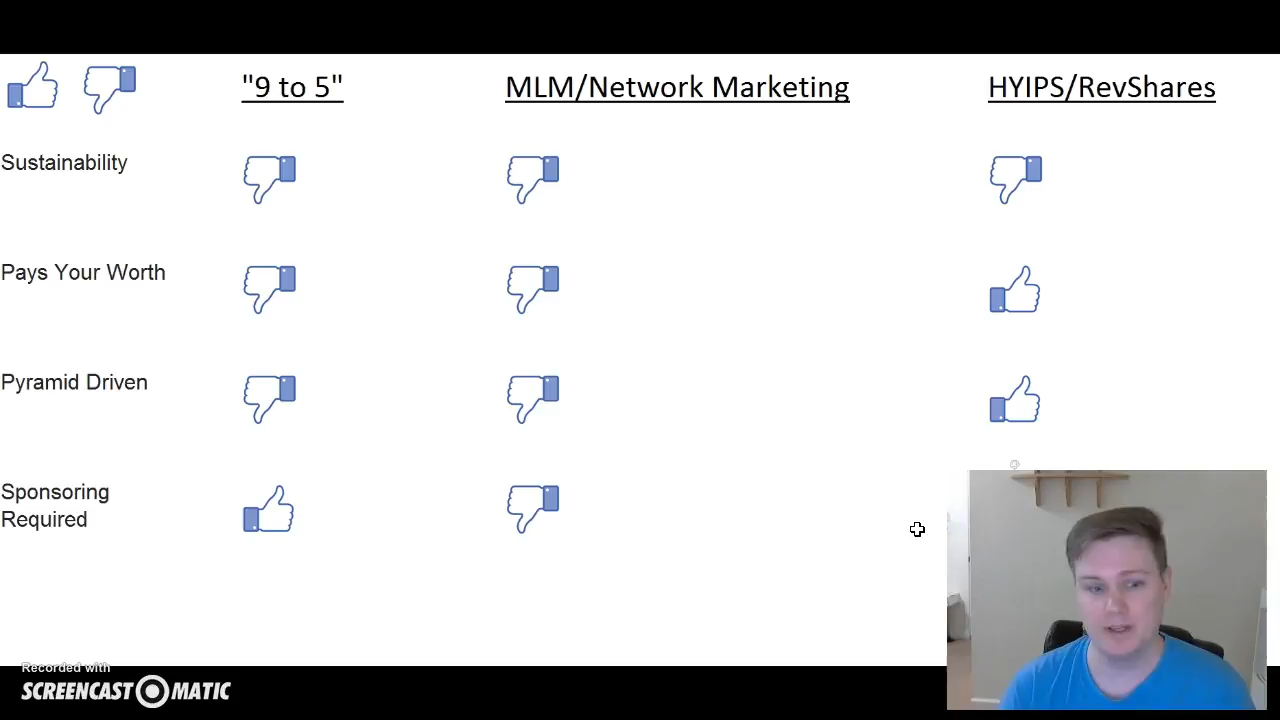 "9 to 5" MLM/Network Marketing HYIPS/RevShares
Sustainability
Pays Your Worth
Pyramid Driven
Sponsoring
Required
Recorded with
SCREENCAST MATIC